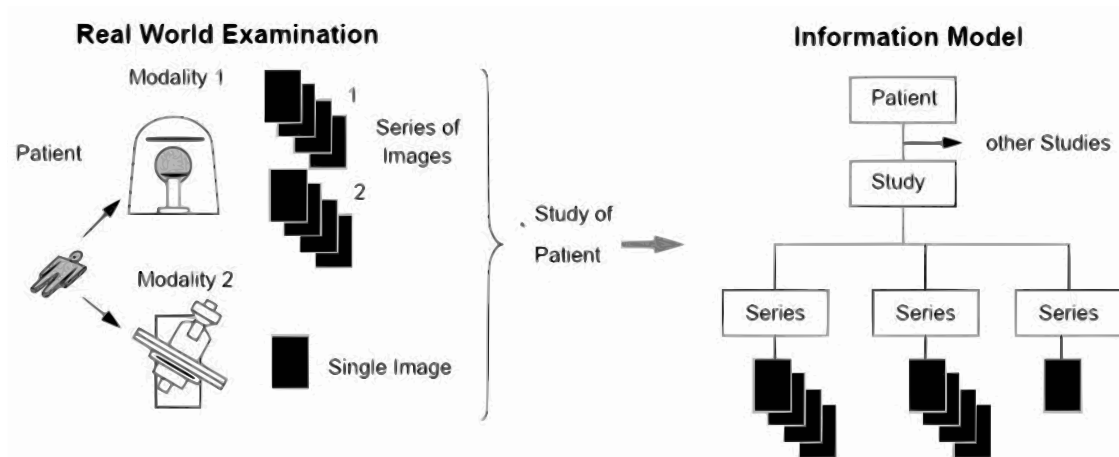 Real World Examination
Modality 1
1
Series of
Images
Patient
2
Modality 2
Single Image
Study of
Patient
Information Model
Patient
other Studies
Study
Series
Series
Series